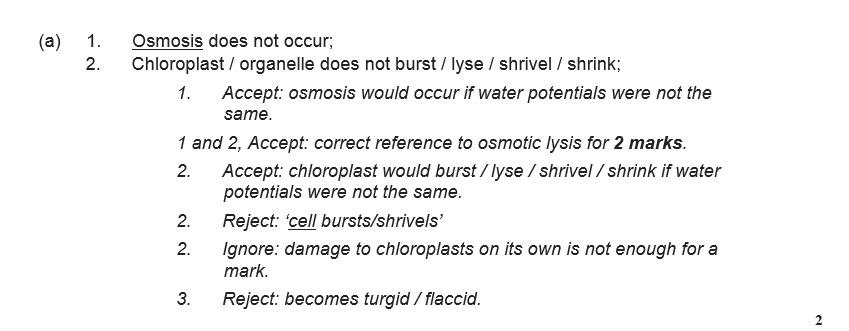 (a) 1. Osmosis does not occur;
2. Chloroplast / organelle does not burst / lyse / shrivel / shrink;
1. Accept: osmosis would occur if water potentials were not the
same.
1 and 2, Accept: correct reference to osmotic lysis for 2 marks.
2. Accept: chloroplast would burst / lyse / shrivel / shrink if water
potentials were not the same.
2. Reject: ‘cell bursts/shrivels’
2. Ignore: damage to chloroplasts on its own is not enough for a
mark.
3. Reject: becomes turgid / flaccid.
2